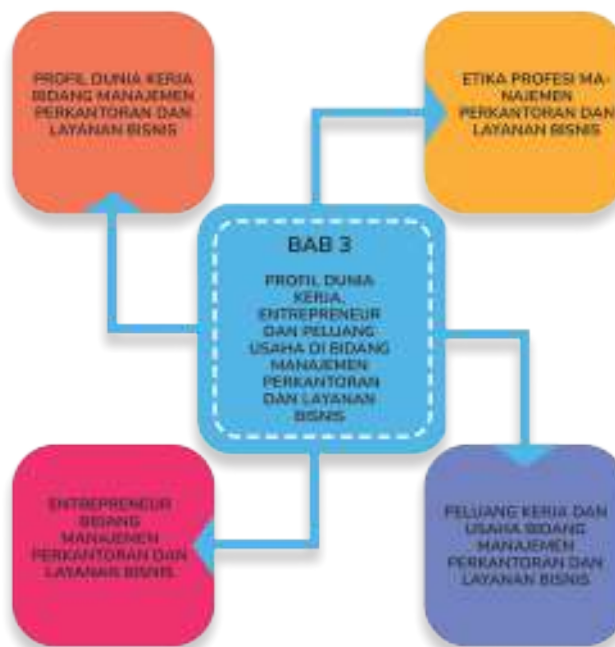 PROFIL DUNIA KERJA
BIDANG MANAJEMEN
PERKANTORAN DAN
LAYANAN BISNIS
ETIKA PROFESI MA-
NAJEMEN
PERKANTORAN DAN
LAYANAN BISNIS
BAB 3
PROFIL DUNIA
KERJA,
ENTREPRENEUR
DAN PELUANG
USAHA DI BIDANG
MANAJEMEN
PERKANTORAN
DAN LAYANAN
BISNIS
ENTREPRENEUR
BIDANG
MANAJEMEN
PERKANTORAN DAN
LAYANAN BISNIS
PELUANG KERJA DAN
USAHA BIDANG
MANAJEMEN
PERKANTORAN DAN
LAYANAN BISNIS